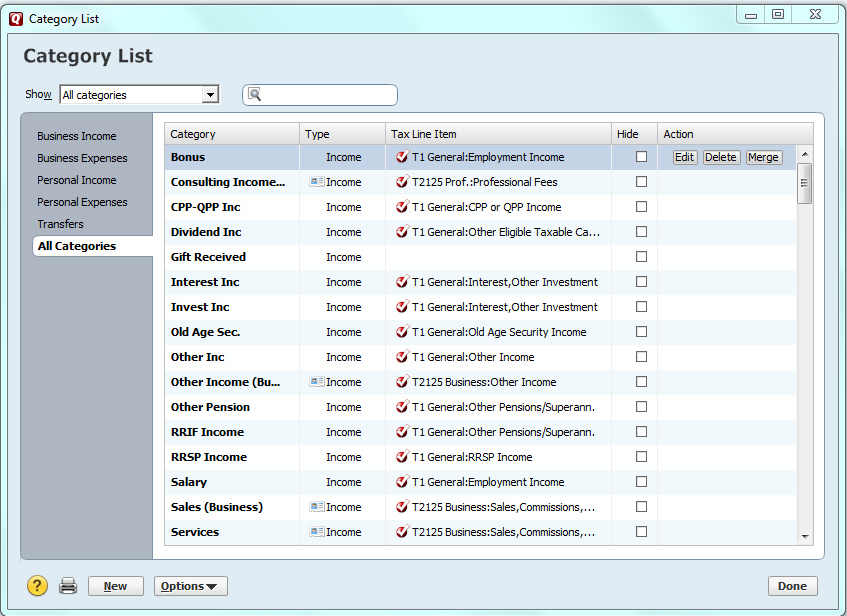 Category List
Category List
Show All categories
Business Income
Business Expenses
Personal Income
Personal Expenses
Transfers
All Categories
Category Type Tax Line Item Hide Action
Bonus Income T1 General:Employment Income Edit Delete Merge
Consulting Income... Income T2125 Prof.:Professional Fees
CPP-QPP Inc Income T1 General:CPP or QPP Income
Dividend Inc Income T1 General:Other Eligible Taxable Ca...
Gift Received Income
Interest Inc Income T1 General:Interest,Other Investment
Invest Inc Income T1 General:Interest,Other Investment
Old Age Sec. Income T1 General:Old Age Security Income
Other Inc Income T1 General:Other Income
Other Income (Bu... Income T2125 Business:Other Income
Other Pension Income T1 General:Other Pensions/Superann.
RRIF Income Income T1 General:Other Pensions/Superann.
RRSP Income Income T1 General:RRSP Income
Salary Income T1 General:Employment Income
Sales (Business) Income T2125 Business:Sales,Commissions,...
Services Income T2125 Business:Sales,Commissions,...
? New Options Done